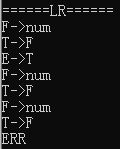 ======LR======
F->num
T->F
E->T
F->num
T->F
F->num
T->F
ERR